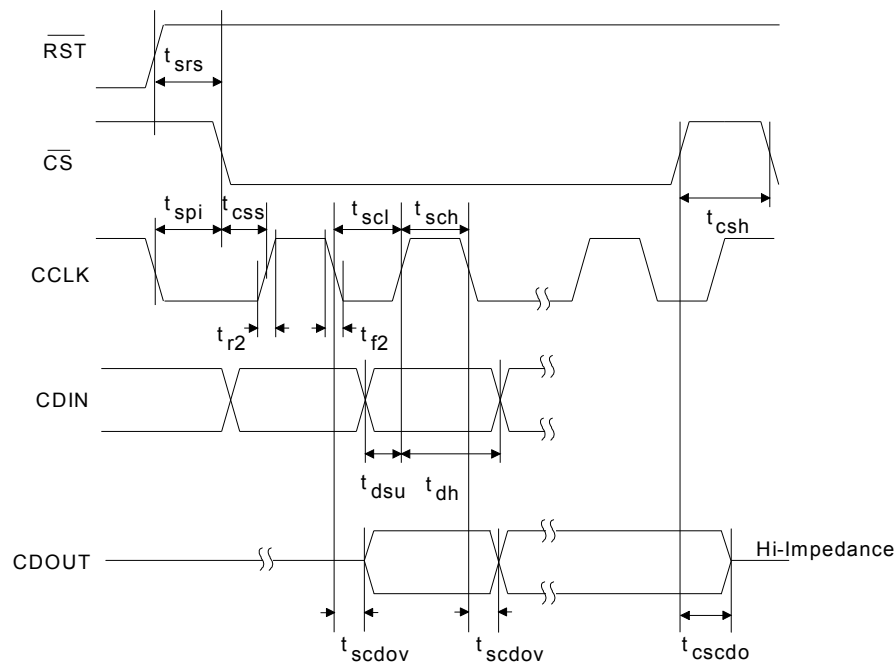 RST
t srs
CS
t spi
t css
t scl
t sch
t csh
CCLK
t r2
t f2
CDIN
t dsu
t dh
CDOUT
Hi-Impedance
t scdov
t scdov
t cscdo